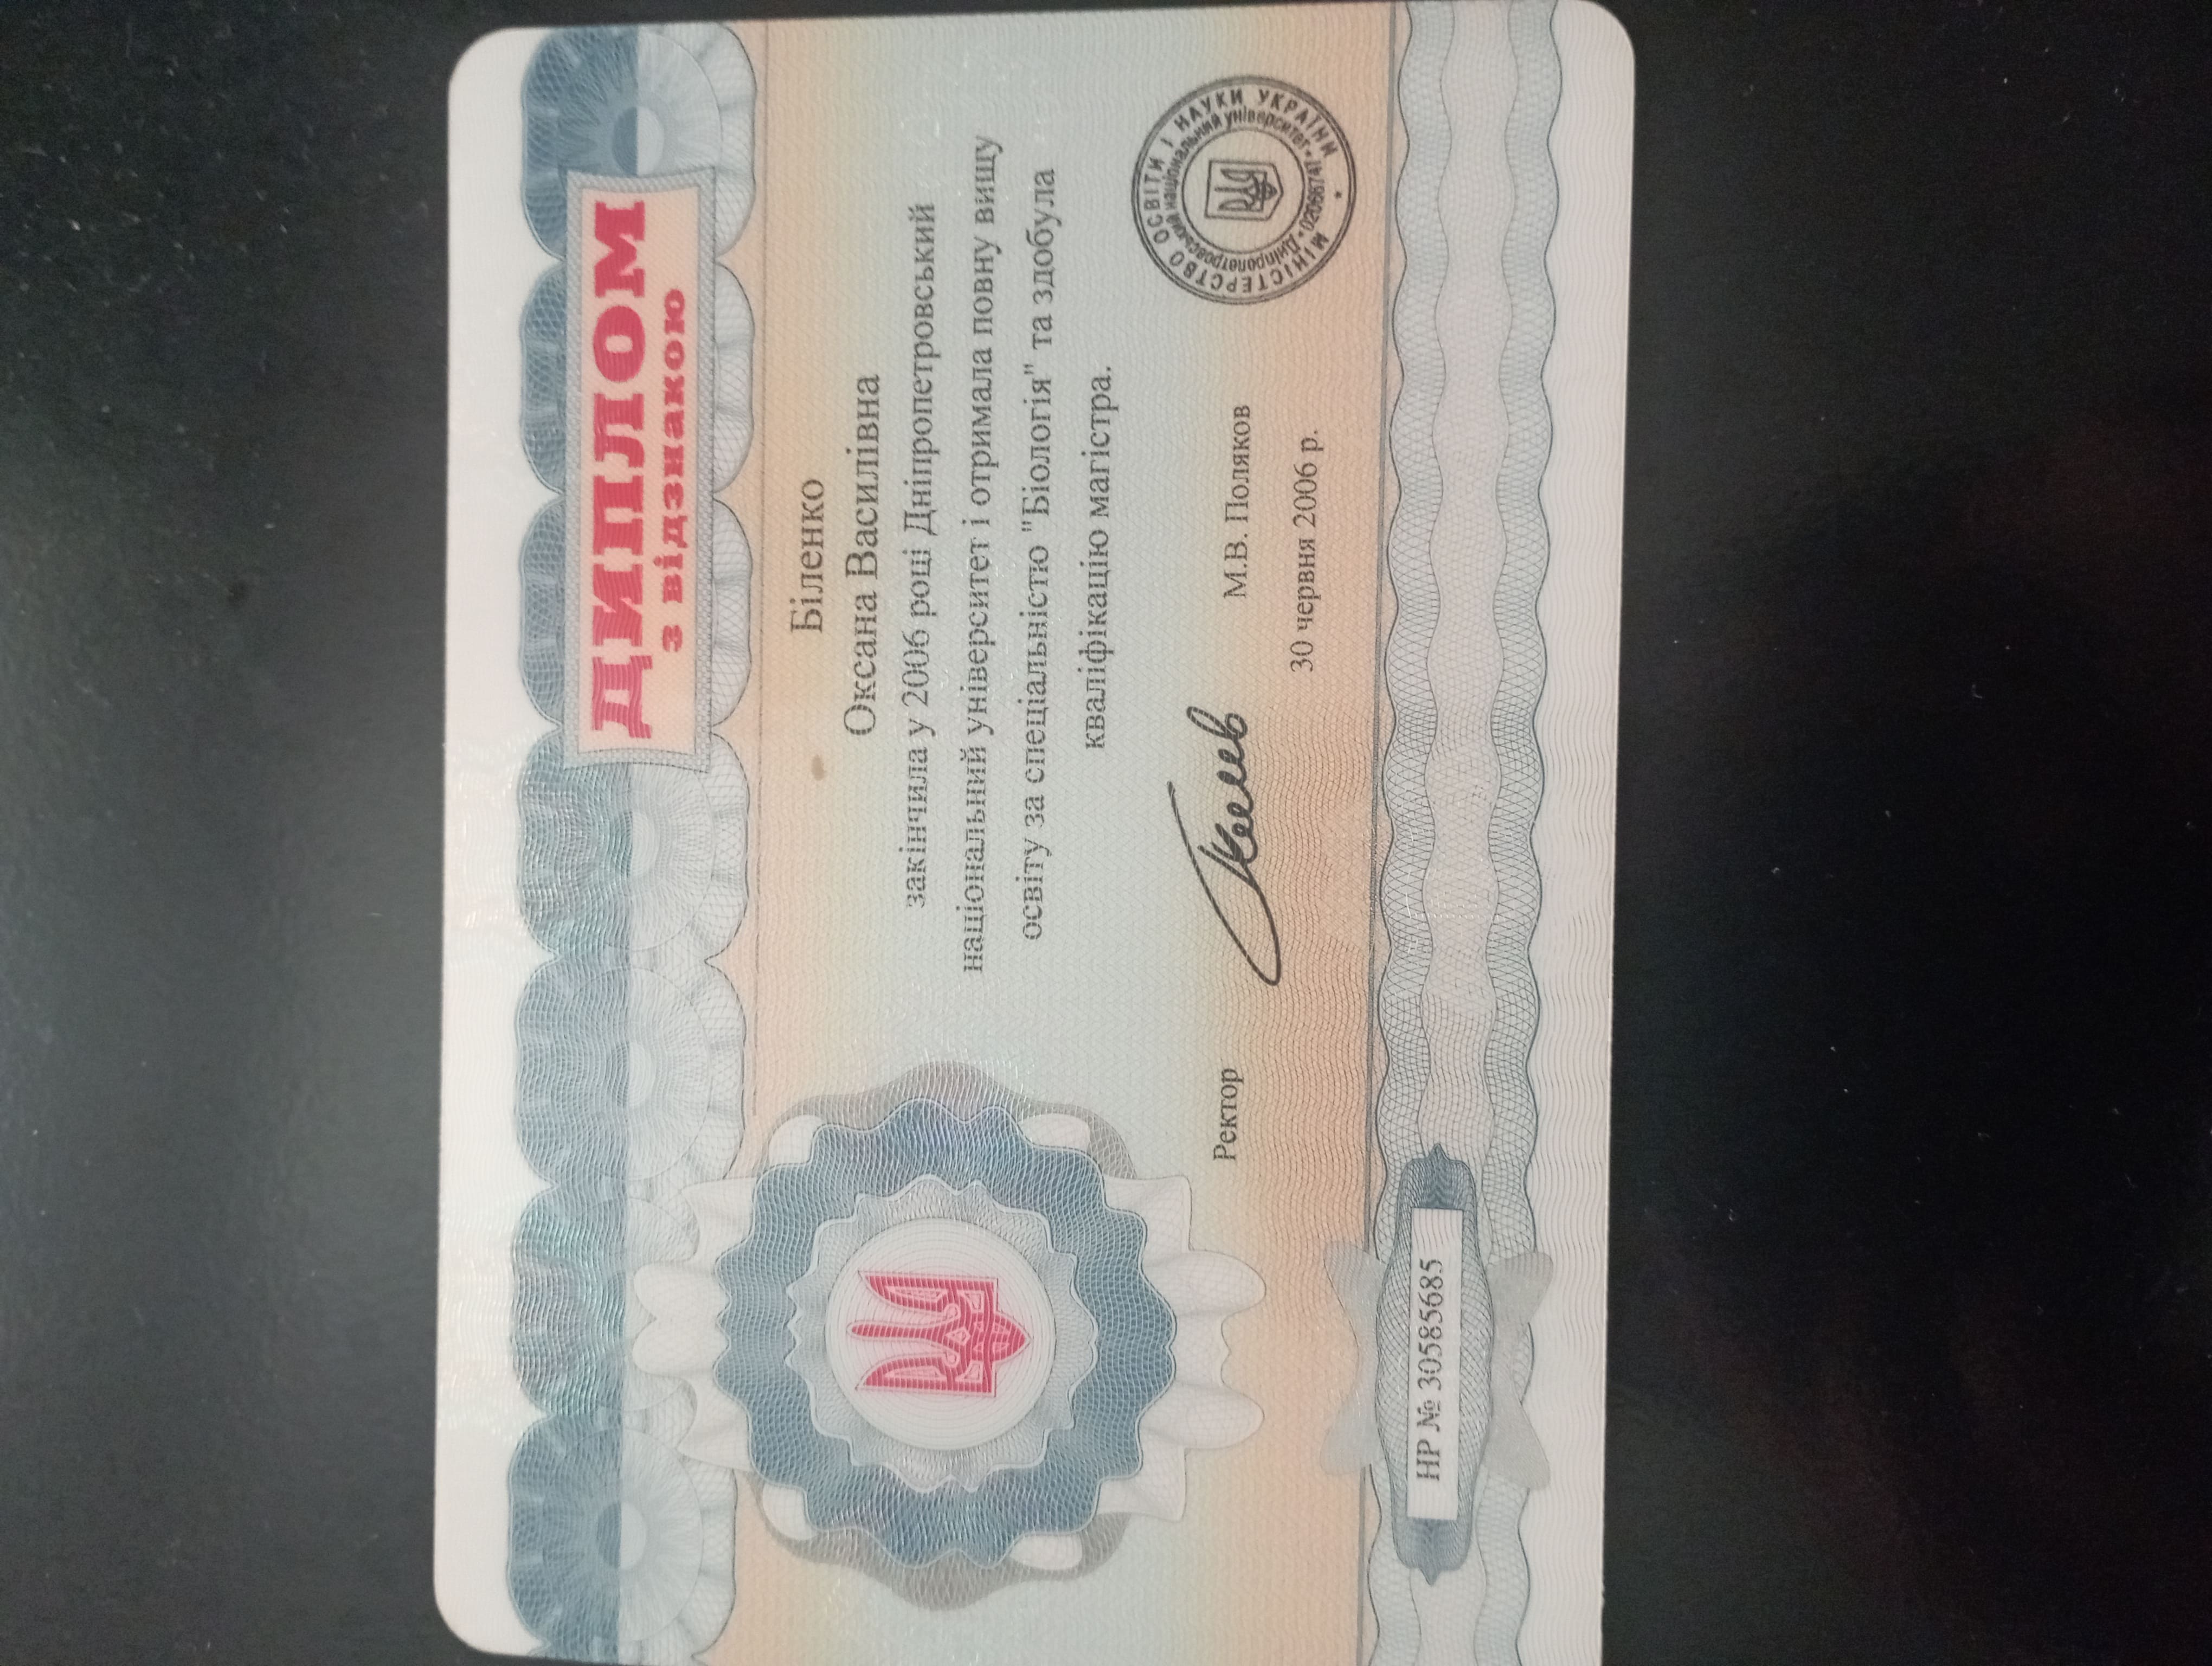 ДИПЛОМ
з відзнакою
Біленко
Оксана Василівна
закінчила у 2006 році Дніпропетровський
національний університет і отримала повну вищу
освіту за спеціальністю "Біологія" та здобула
кваліфікацію магістра.
Ректор М.В. Поляков
30 червня 2006 р.
МІНІСТЕРСТВО ОСВІТИ І НАУКИ УКРАЇНИ
Дніпропетровський національний університет
НР № 30585685